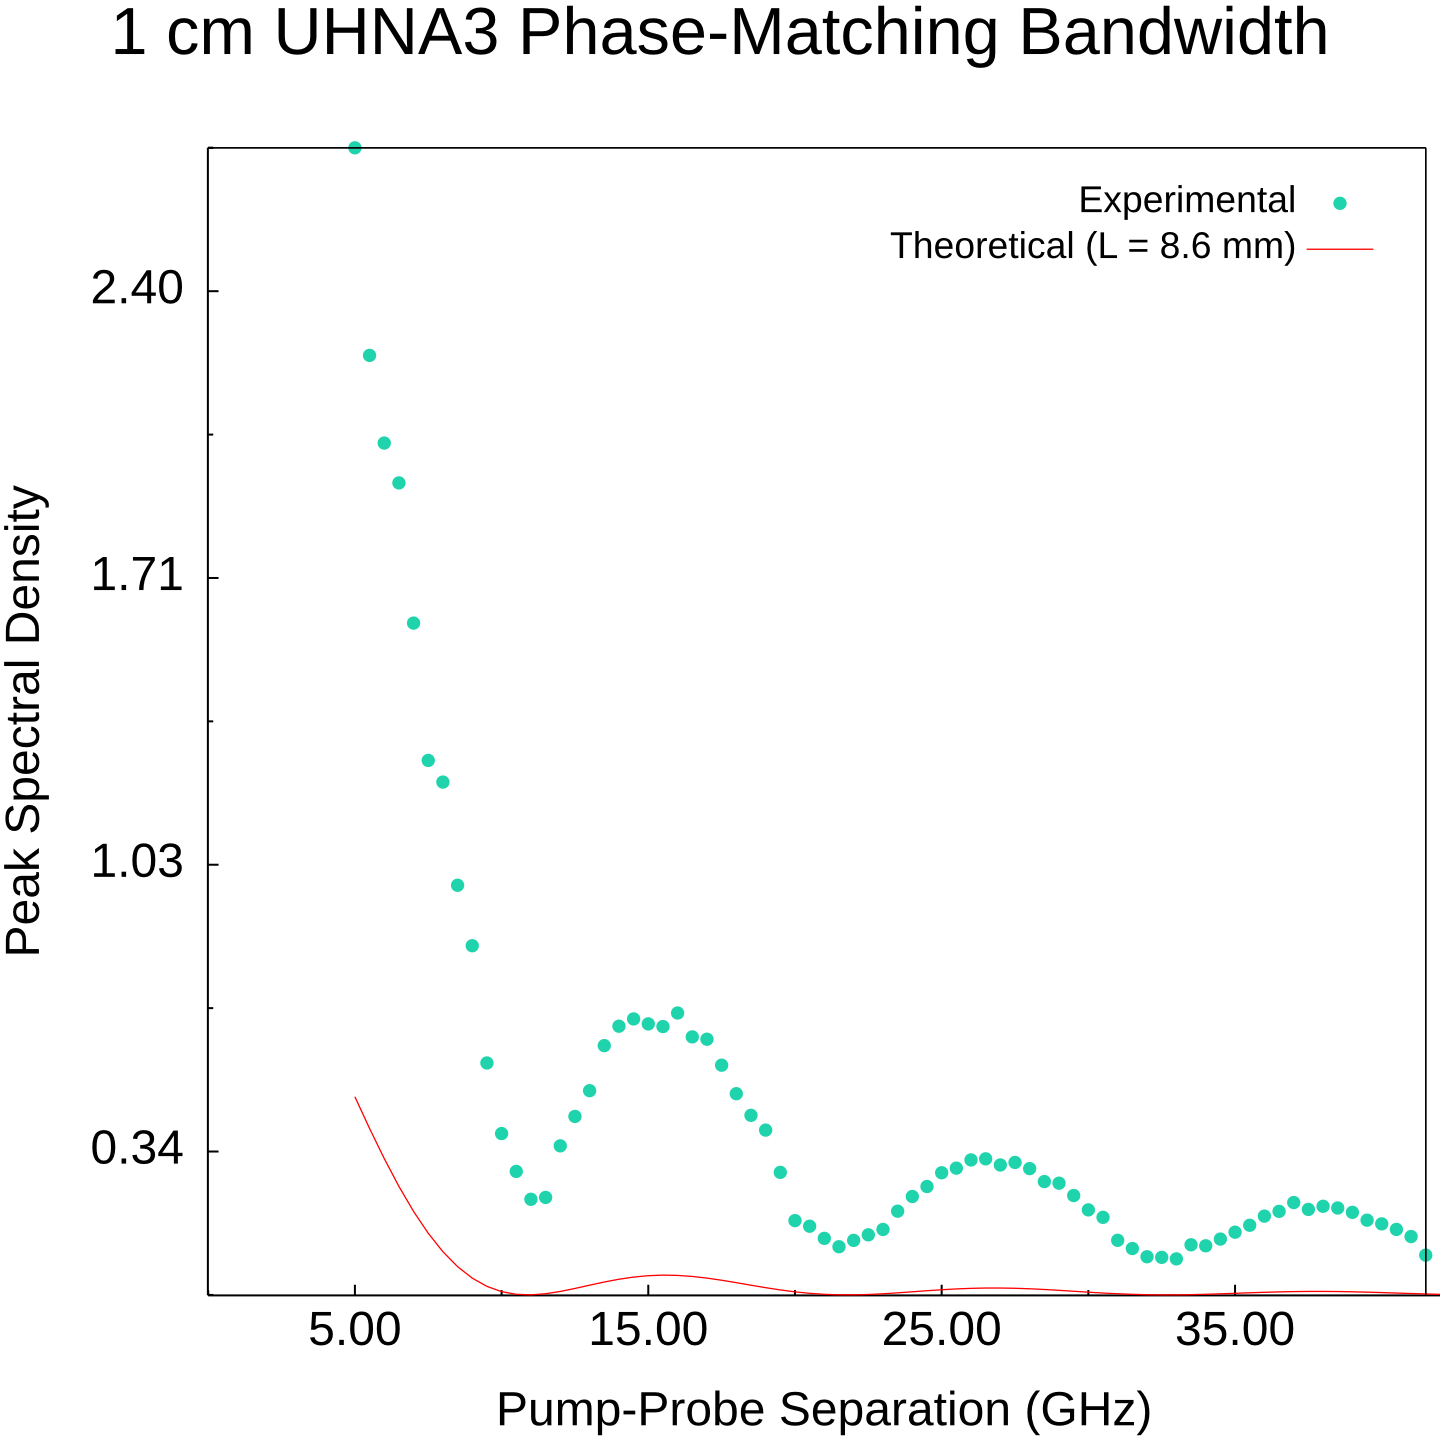 1 cm UHNA3 Phase-Matching Bandwidth
Experimental
Theoretical (L = 8.6 mm)
2.40
1.71
1.03
0.34
Peak Spectral Density
5.00 15.00 25.00 35.00
Pump-Probe Separation (GHz)